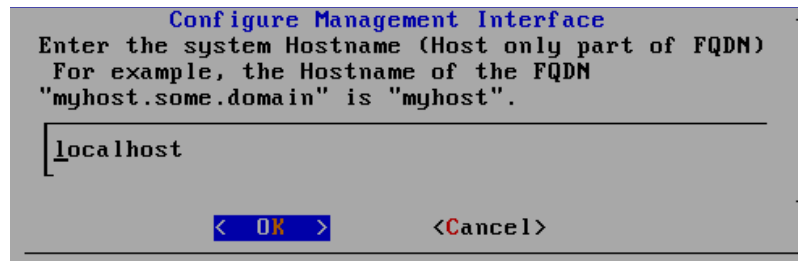 Configure Management Interface
Enter the system Hostname (Host only part of FQDN)
For example, the Hostname of the FQDN
"myhost.some.domain" is "myhost".
localhost
< OK > <Cancel>